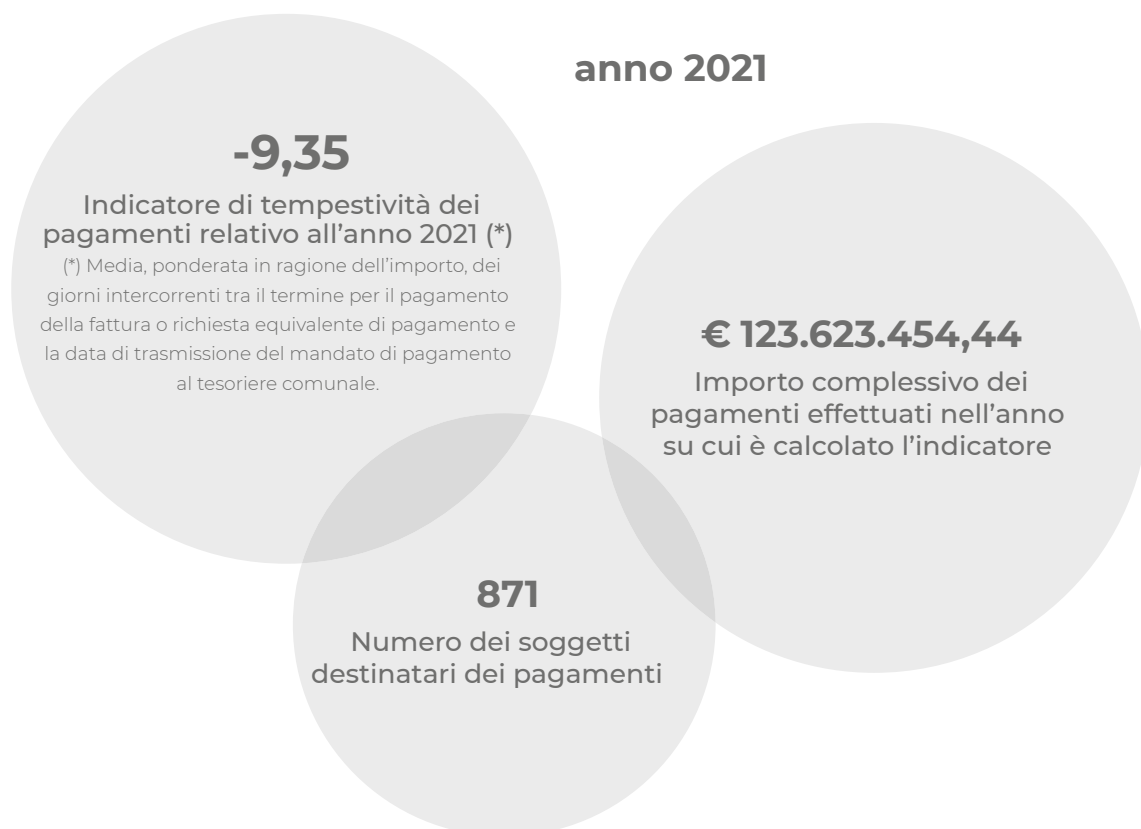 anno 2021
-9,35
Indicatore di tempestività dei
pagamenti relativo all’anno 2021 (*)
(*) Media, ponderata in ragione dell’importo, dei
giorni intercorrenti tra il termine per il pagamento
della fattura o richiesta equivalente di pagamento e
la data di trasmissione del mandato di pagamento
al tesoriere comunale.
€ 123.623.454,44
Importo complessivo dei
pagamenti effettuati nell’anno
su cui è calcolato l’indicatore
871
Numero dei soggetti
destinatari dei pagamenti